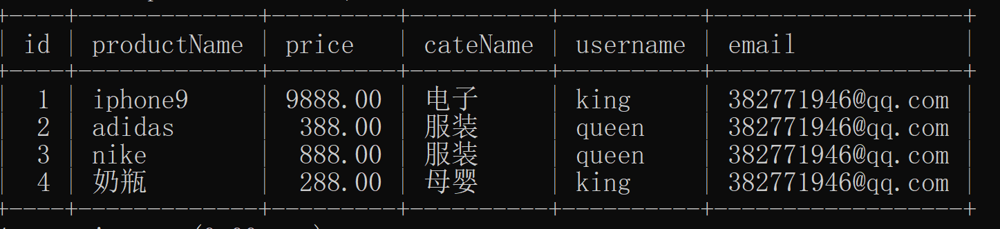 +----+-------------+---------+----------+----------+------------------+
| id | productName | price | cateName | username | email |
+----+-------------+---------+----------+----------+------------------+
| 1 | iphone9 | 9888.00 | 电子 | king | 382771946@qq.com |
| 2 | adidas | 388.00 | 服装 | queen | 382771946@qq.com |
| 3 | nike | 888.00 | 服装 | queen | 382771946@qq.com |
| 4 | 奶瓶 | 288.00 | 母婴 | king | 382771946@qq.com |
+----+-------------+---------+----------+----------+------------------+